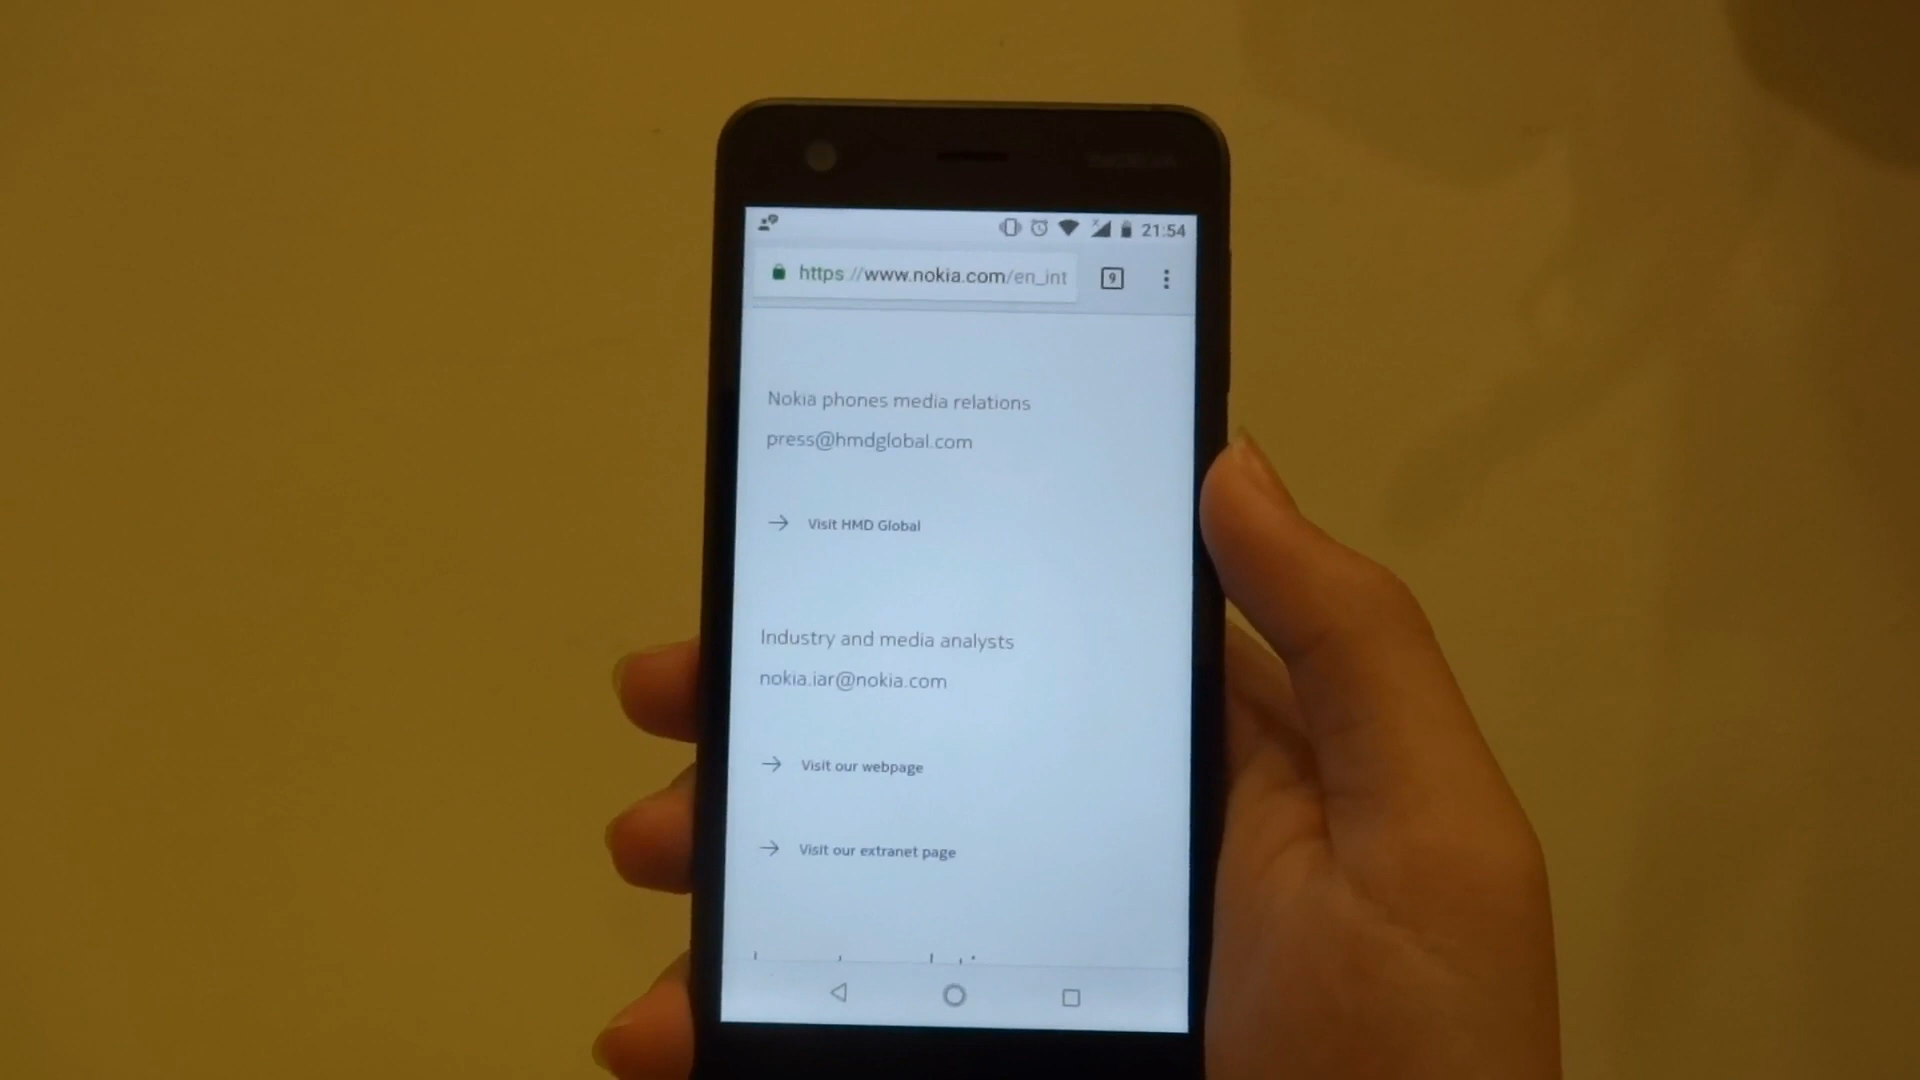 21:54
https://www.nokia.com/en_int
9
Nokia phones media relations
press@hmdglobal.com
Visit HMD Global
Industry and media analysts
nokia.iar@nokia.com
Visit our webpage
Visit our extranet page